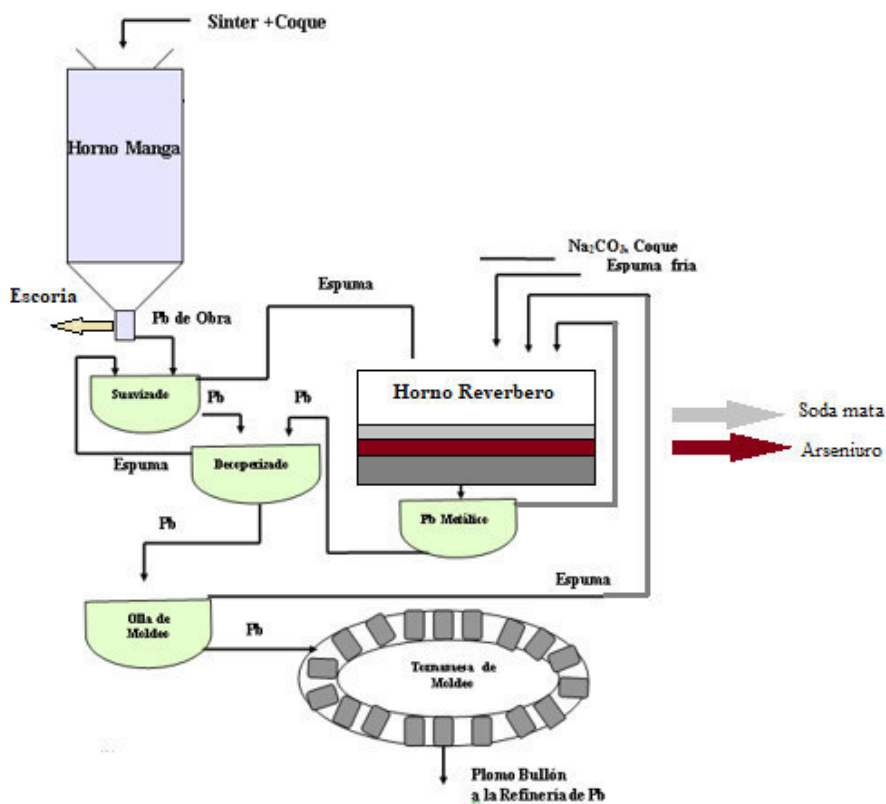 Sinter +Coque
Horno Manga
Na₂CO₃, Coque
Espuma fria
Espuma
Escoria
Pb de Obra
Horno Reverbero
Suavizado
Pb
Pb
Soda mata
Arseniuro
Espuma
Decoperizado
Pb
Pb Metálico
Espuma
Olla de
Moldeo
Pb
Tornamesa de
Moldeo
Plomo Bullón
a la Refinería de Pb